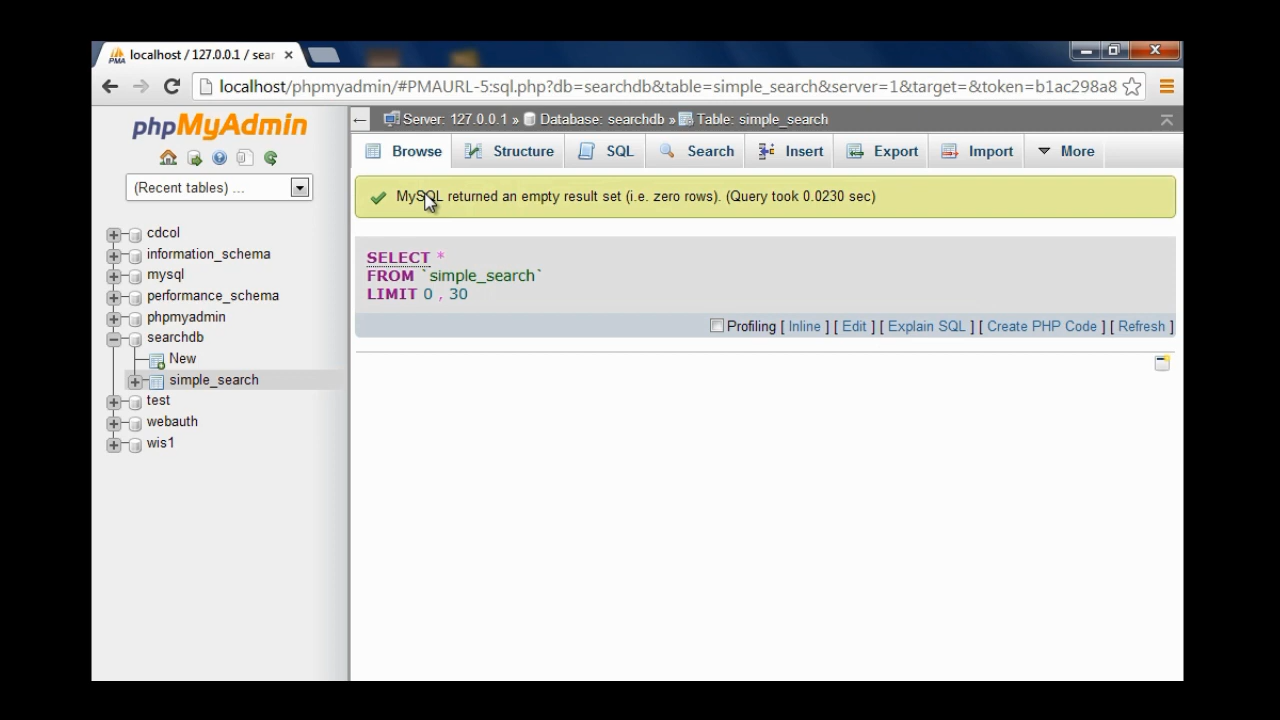 localhost / 127.0.0.1 / sear
localhost/phpmyadmin/#PMAURL-5:sql.php?db=searchdb&table=simple_search&server=1&target=&token=b1ac298a8
phpMyAdmin
(Recent tables) ...
cdcol
information_schema
mysql
performance_schema
phpmyadmin
searchdb
New
simple_search
test
webauth
wis1
Server: 127.0.0.1 » Database: searchdb » Table: simple_search
Browse Structure SQL Search Insert Export Import More
MySQL returned an empty result set (i.e. zero rows). (Query took 0.0230 sec)
SELECT *
FROM `simple_search`
LIMIT 0 , 30
Profiling [ Inline ] [ Edit ] [ Explain SQL ] [ Create PHP Code ] [ Refresh ]